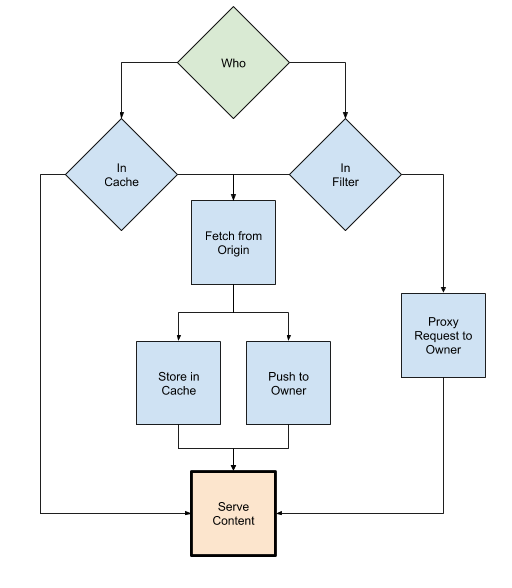 Who
In
Cache
In
Filter
Fetch from
Origin
Proxy
Request to
Owner
Store in
Cache
Push to
Owner
Serve
Content